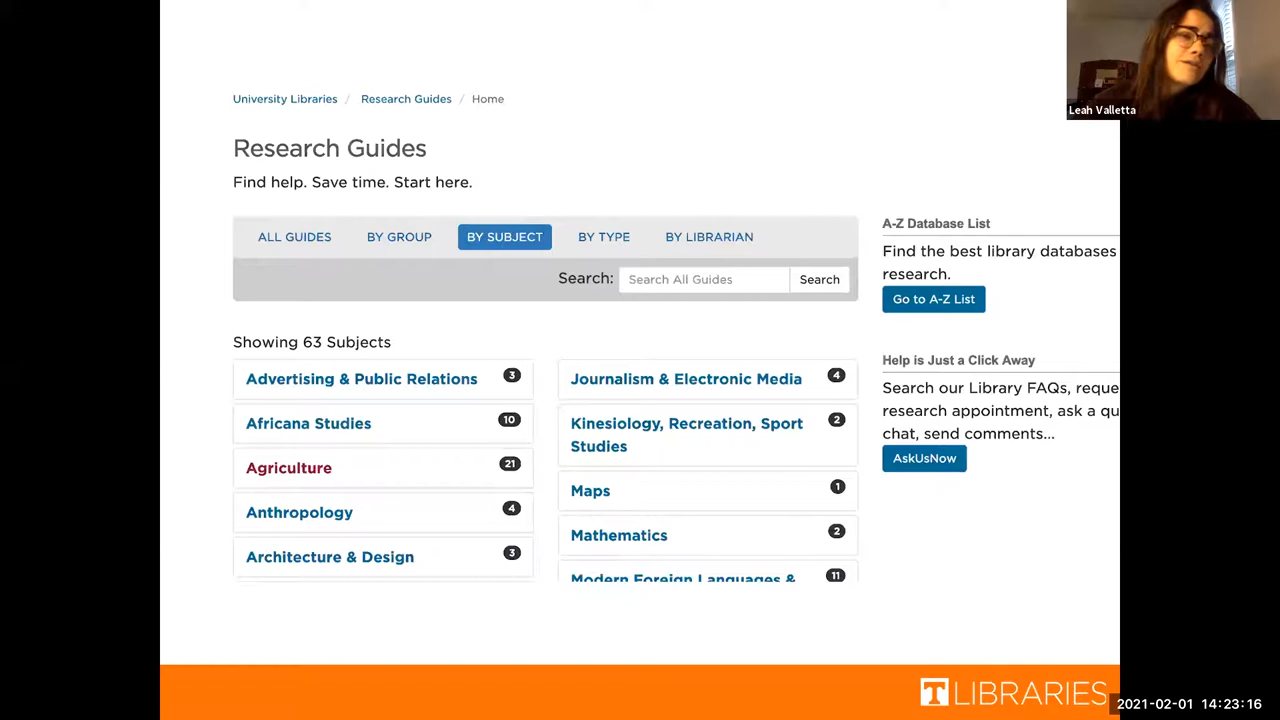 Leah Valletta
University Libraries / Research Guides / Home
Research Guides
Find help. Save time. Start here.
ALL GUIDES BY GROUP BY SUBJECT BY TYPE BY LIBRARIAN
Search: Search All Guides Search
Showing 63 Subjects
Advertising & Public Relations 3
Africana Studies 10
Agriculture 21
Anthropology 4
Architecture & Design 3
Journalism & Electronic Media 4
Kinesiology, Recreation, Sport 2
Studies
Maps 1
Mathematics 2
Modern Foreign Languages & 11
A-Z Database List
Find the best library databases
research.
Go to A-Z List
Help is Just a Click Away
Search our Library FAQs, reque
research appointment, ask a qu
chat, send comments...
AskUsNow
T LIBRARIES
2021-02-01 14:23:16